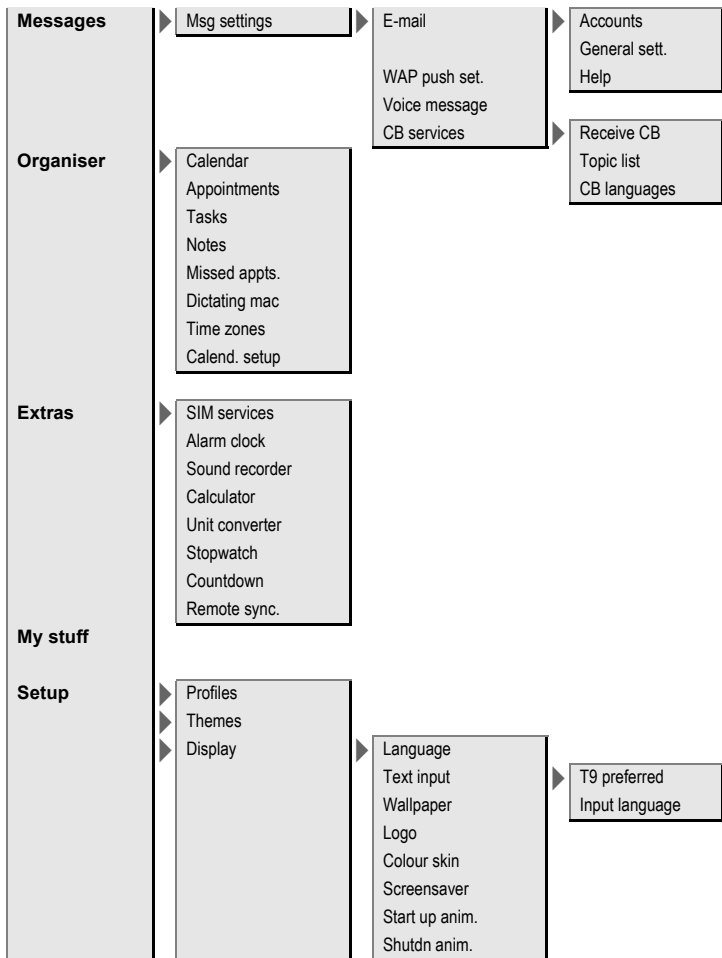 Messages
Msg settings
E-mail
Accounts
General sett.
Help
WAP push set.
Voice message
CB services
Receive CB
Topic list
CB languages
Organiser
Calendar
Appointments
Tasks
Notes
Missed appts.
Dictating mac
Time zones
Calend. setup
Extras
SIM services
Alarm clock
Sound recorder
Calculator
Unit converter
Stopwatch
Countdown
Remote sync.
My stuff
Setup
Profiles
Themes
Display
Language
Text input
T9 preferred
Input language
Wallpaper
Logo
Colour skin
Screensaver
Start up anim.
Shutdn anim.